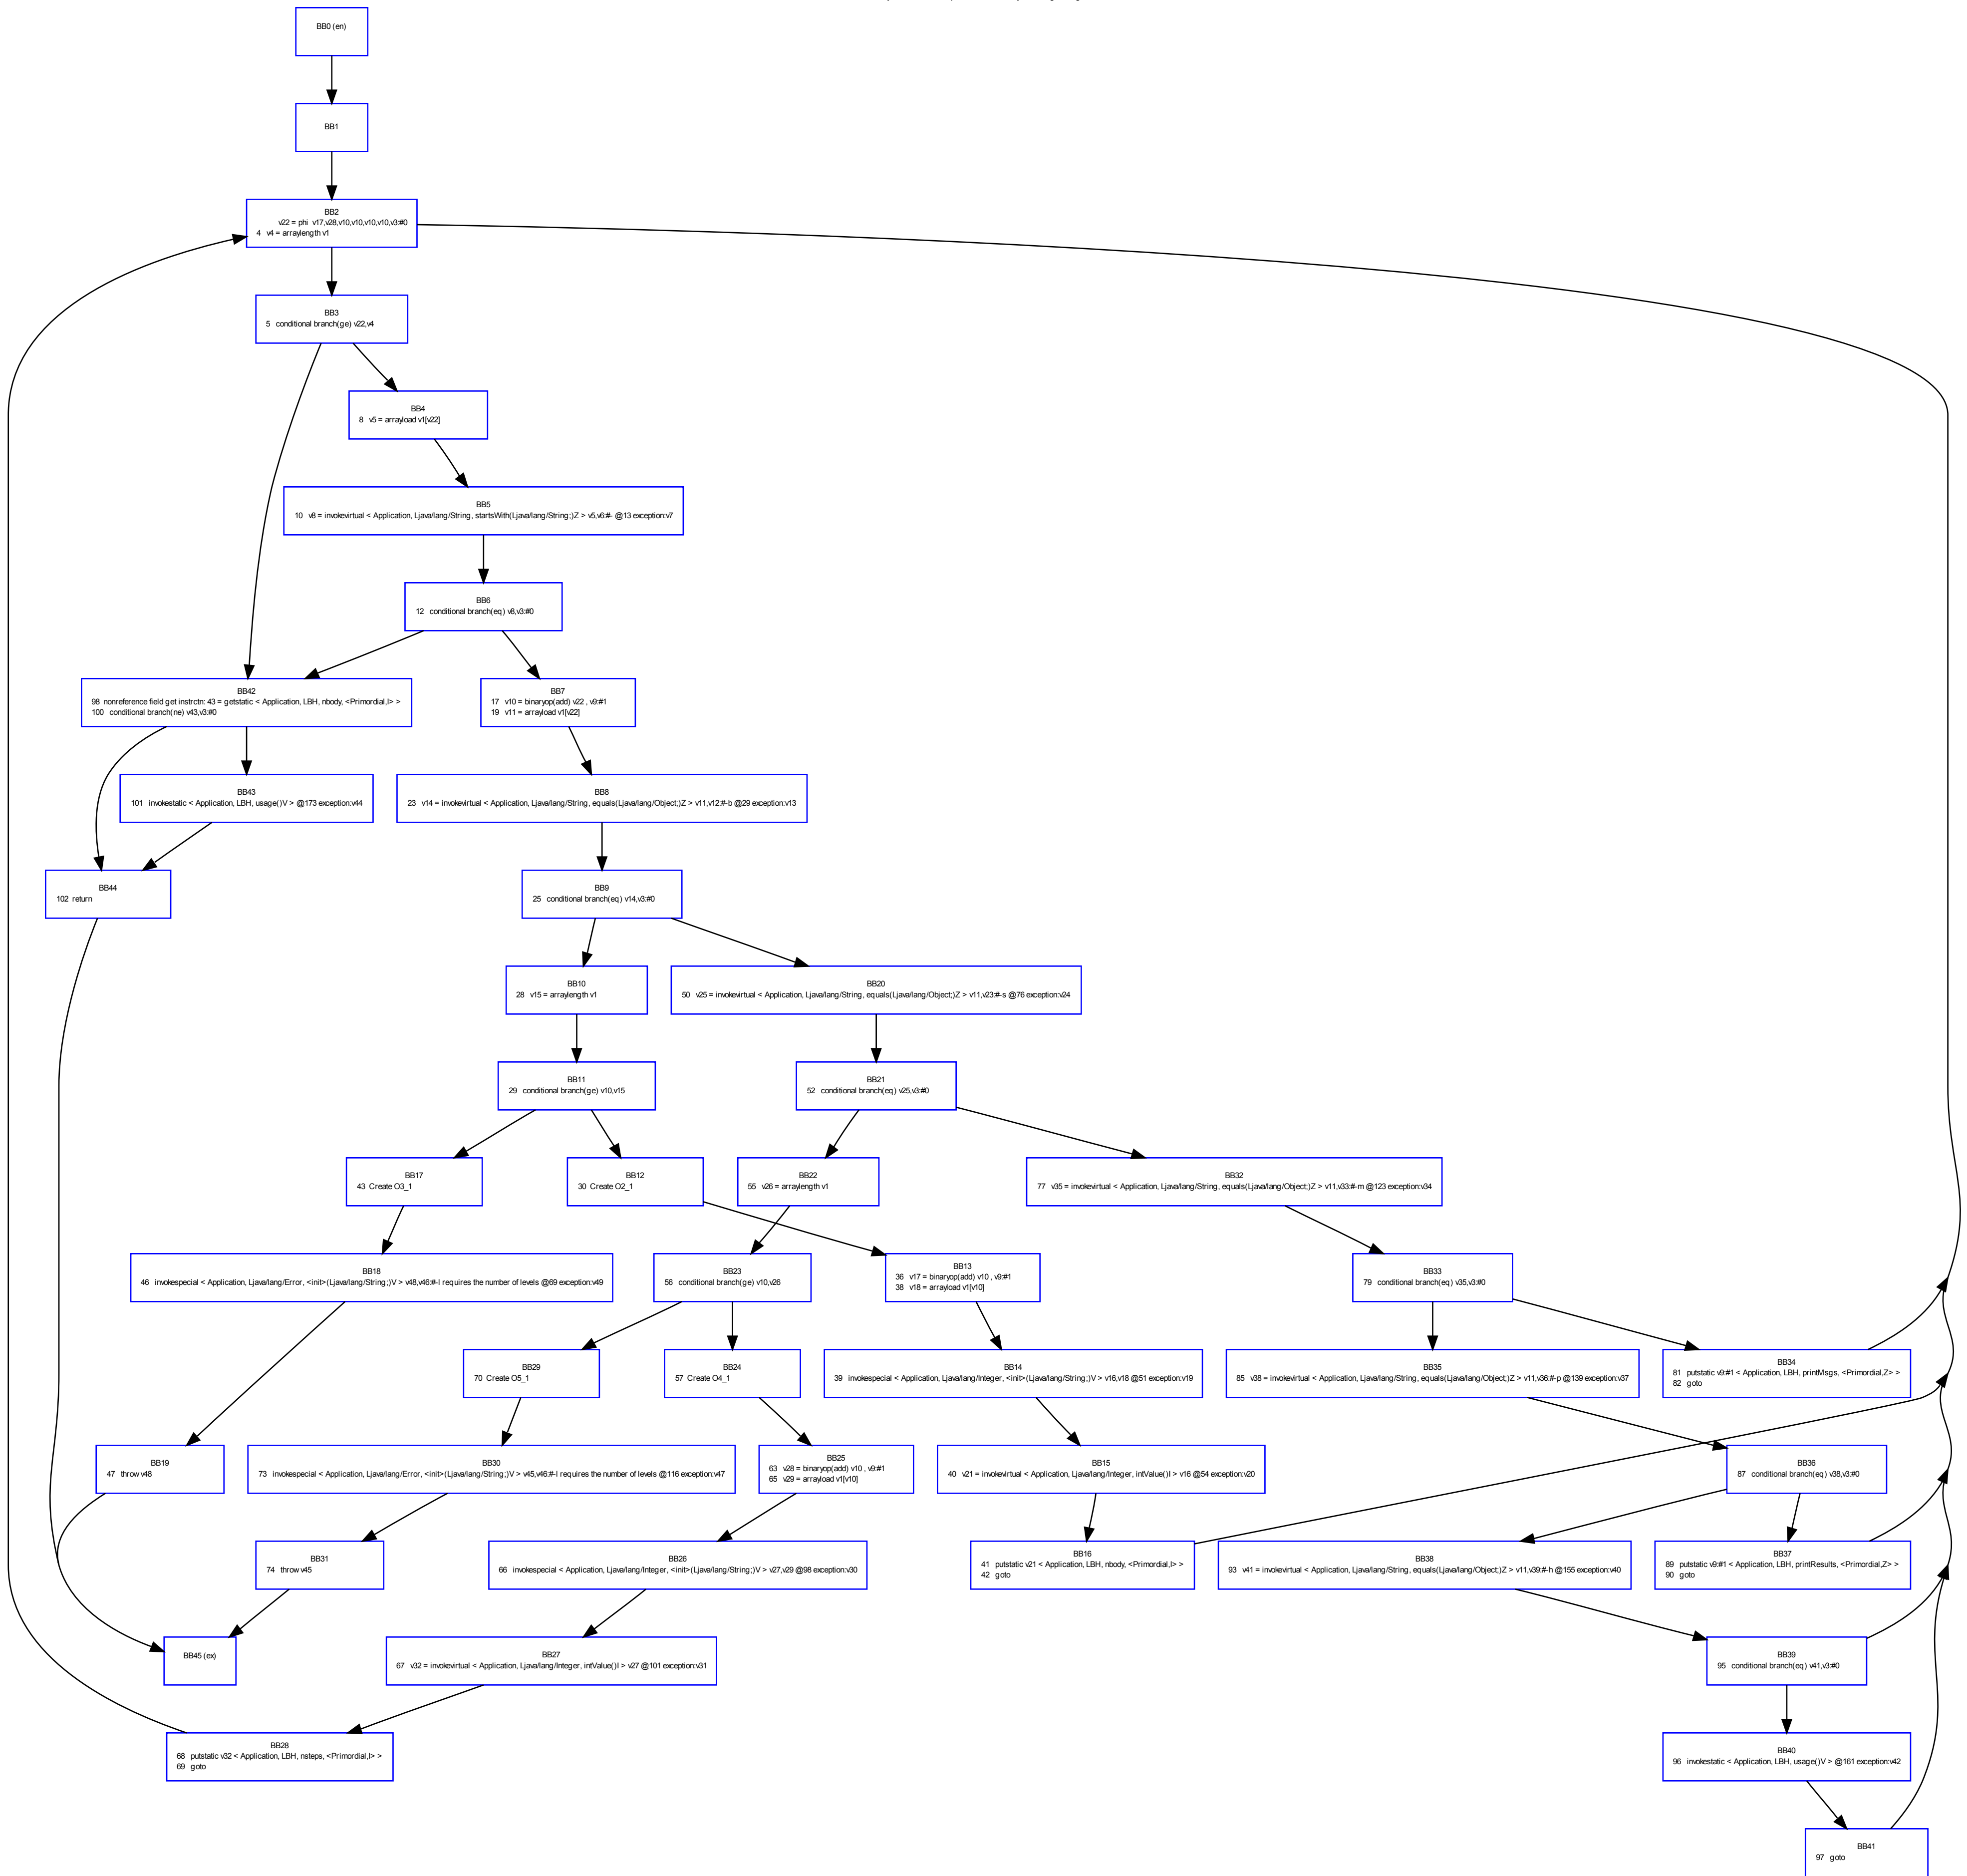 BB0 (en)
BB1
BB2
v22 = phi v17,v28,v10,v10,v10,v10,v3:#0
4 v4 = arraylength v1
BB3
5 conditional branch(ge) v22,v4
BB4
8 v5 = arrayload v1[v22]
BB5
10 v8 = invokevirtual < Application, Ljava/lang/String, startsWith(Ljava/lang/String;)Z > v5,v6:#- @13 exception:v7
BB6
12 conditional branch(eq) v8,v3:#0
BB42
98 nonreference field get instrctn: 43 = getstatic < Application, LBH, nbody, <Primordial,I> >
100 conditional branch(ne) v43,v3:#0
BB7
17 v10 = binaryop(add) v22 , v9:#1
19 v11 = arrayload v1[v22]
BB43
101 invokestatic < Application, LBH, usage()V > @173 exception:v44
BB8
23 v14 = invokevirtual < Application, Ljava/lang/String, equals(Ljava/lang/Object;)Z > v11,v12:#-b @29 exception:v13
BB44
102 return
BB9
25 conditional branch(eq) v14,v3:#0
BB10
28 v15 = arraylength v1
BB20
50 v25 = invokevirtual < Application, Ljava/lang/String, equals(Ljava/lang/Object;)Z > v11,v23:#-s @76 exception:v24
BB11
29 conditional branch(ge) v10,v15
BB21
52 conditional branch(eq) v25,v3:#0
BB17
43 Create O3_1
BB12
30 Create O2_1
BB22
55 v26 = arraylength v1
BB32
77 v35 = invokevirtual < Application, Ljava/lang/String, equals(Ljava/lang/Object;)Z > v11,v33:#-m @123 exception:v34
BB18
46 invokespecial < Application, Ljava/lang/Error, <init>(Ljava/lang/String;)V > v48,v46:#-l requires the number of levels @69 exception:v49
BB23
56 conditional branch(ge) v10,v26
BB13
36 v17 = binaryop(add) v10 , v9:#1
38 v18 = arrayload v1[v10]
BB33
79 conditional branch(eq) v35,v3:#0
BB29
70 Create O5_1
BB24
57 Create O4_1
BB14
39 invokespecial < Application, Ljava/lang/Integer, <init>(Ljava/lang/String;)V > v16,v18 @51 exception:v19
BB35
85 v38 = invokevirtual < Application, Ljava/lang/String, equals(Ljava/lang/Object;)Z > v11,v36:#-p @139 exception:v37
BB34
81 putstatic v9:#1 < Application, LBH, printMsgs, <Primordial,Z> >
82 goto
BB19
47 throw v48
BB30
73 invokespecial < Application, Ljava/lang/Error, <init>(Ljava/lang/String;)V > v45,v46:#-l requires the number of levels @116 exception:v47
BB25
63 v28 = binaryop(add) v10 , v9:#1
65 v29 = arrayload v1[v10]
BB15
40 v21 = invokevirtual < Application, Ljava/lang/Integer, intValue()I > v16 @54 exception:v20
BB36
87 conditional branch(eq) v38,v3:#0
BB31
74 throw v45
BB26
66 invokespecial < Application, Ljava/lang/Integer, <init>(Ljava/lang/String;)V > v27,v29 @98 exception:v30
BB16
41 putstatic v21 < Application, LBH, nbody, <Primordial,I> >
42 goto
BB38
93 v41 = invokevirtual < Application, Ljava/lang/String, equals(Ljava/lang/Object;)Z > v11,v39:#-h @155 exception:v40
BB37
89 putstatic v9:#1 < Application, LBH, printResults, <Primordial,Z> >
90 goto
BB45 (ex)
BB27
67 v32 = invokevirtual < Application, Ljava/lang/Integer, intValue()I > v27 @101 exception:v31
BB39
95 conditional branch(eq) v41,v3:#0
BB28
68 putstatic v32 < Application, LBH, nsteps, <Primordial,I> >
69 goto
BB40
96 invokestatic < Application, LBH, usage()V > @161 exception:v42
BB41
97 goto